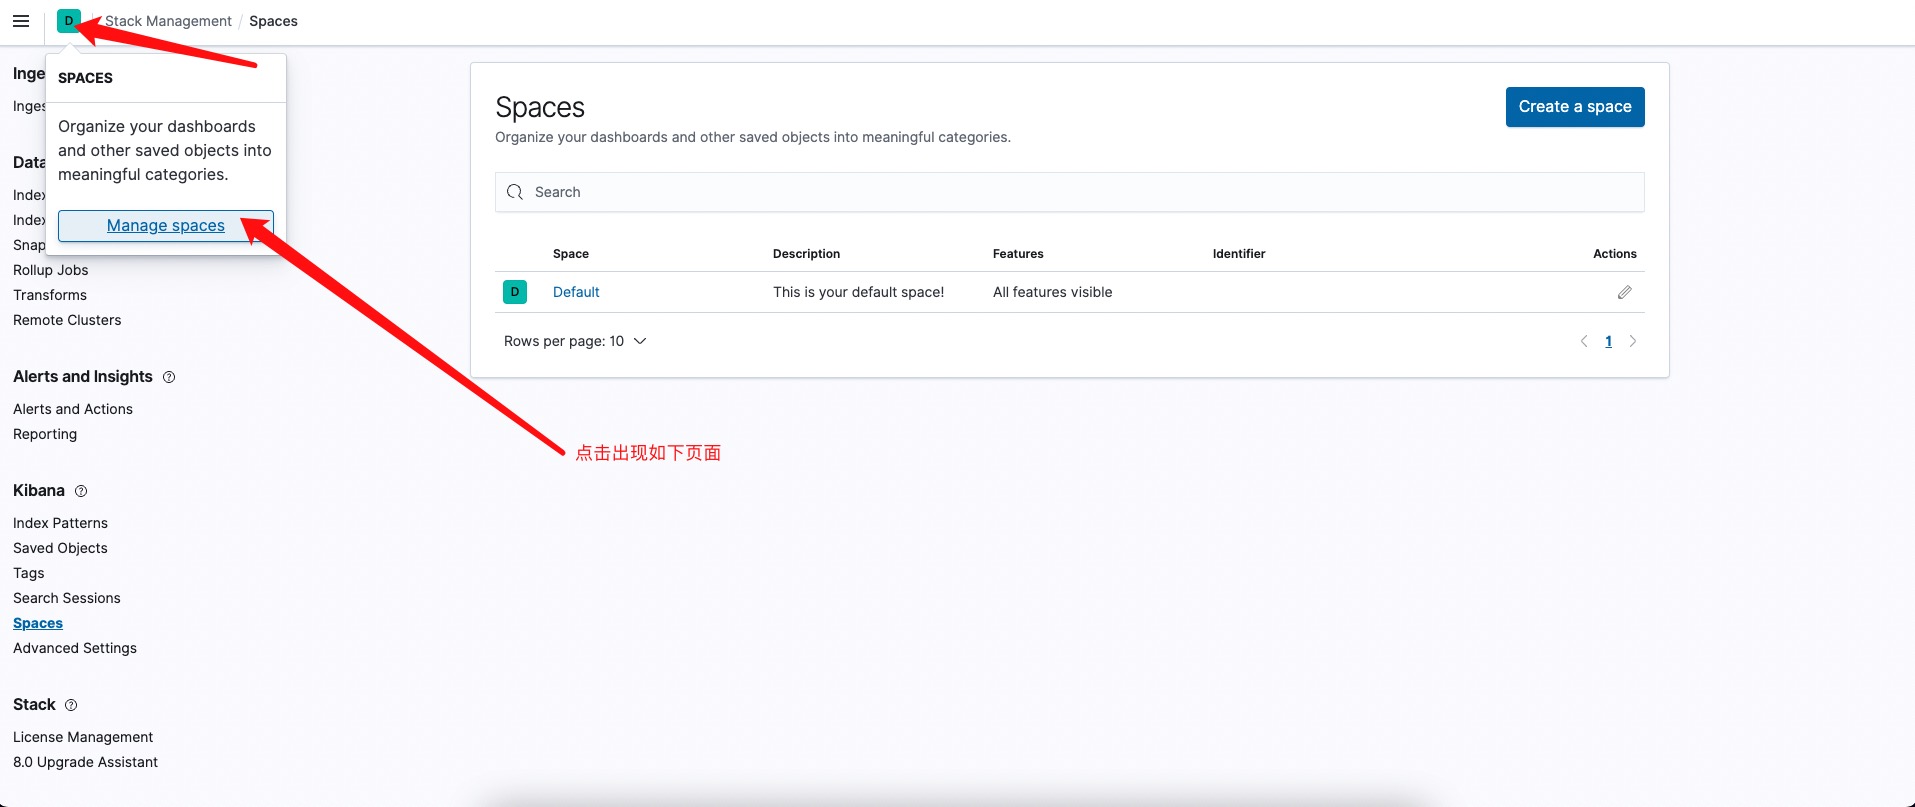 D
Stack Management / Spaces
SPACES
Organize your dashboards
and other saved objects into
meaningful categories.
Manage spaces
Inge
Inges
Data
Index
Index
Snap
Rollup Jobs
Transforms
Remote Clusters
Alerts and Insights
Alerts and Actions
Reporting
Kibana
Index Patterns
Saved Objects
Tags
Search Sessions
Spaces
Advanced Settings
Stack
License Management
8.0 Upgrade Assistant
Spaces
Create a space
Organize your dashboards and other saved objects into meaningful categories.
Search
Space Description Features Identifier Actions
D Default This is your default space! All features visible
Rows per page: 10
1
点击出现如下页面